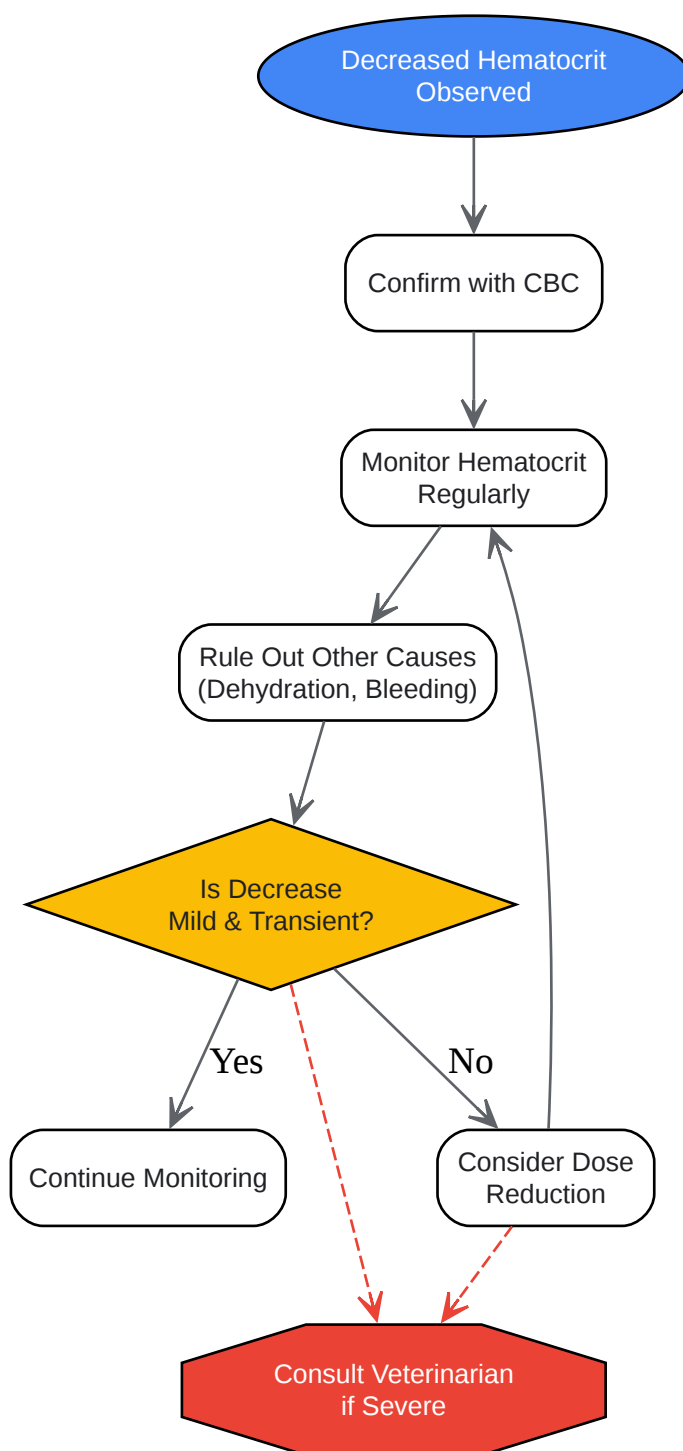 Decreased Hematocrit
Observed
Confirm with CBC
Monitor Hematocrit
Regularly
Rule Out Other Causes
(Dehydration, Bleeding)
Is Decrease
Mild & Transient?
Yes
No
Continue Monitoring
Consider Dose
Reduction
Consult Veterinarian
if Severe